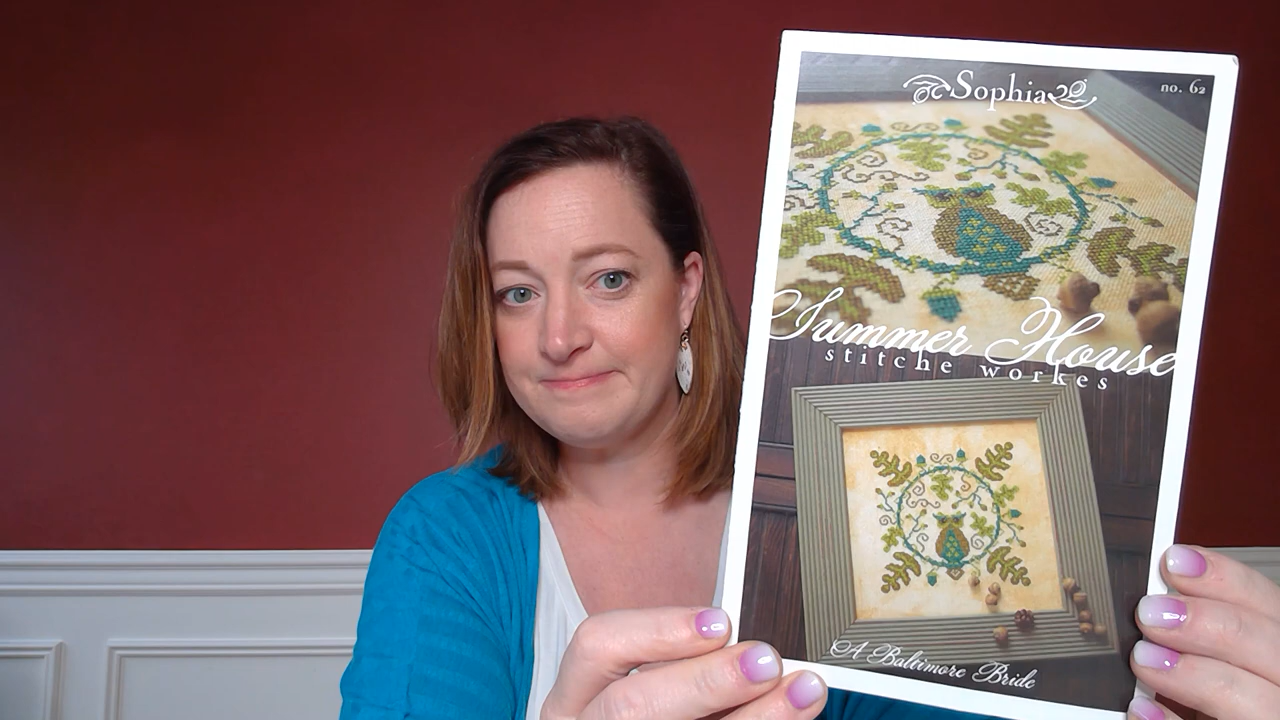 Sophia
no. 62
Summer House
stitche workes
A Baltimore Bride